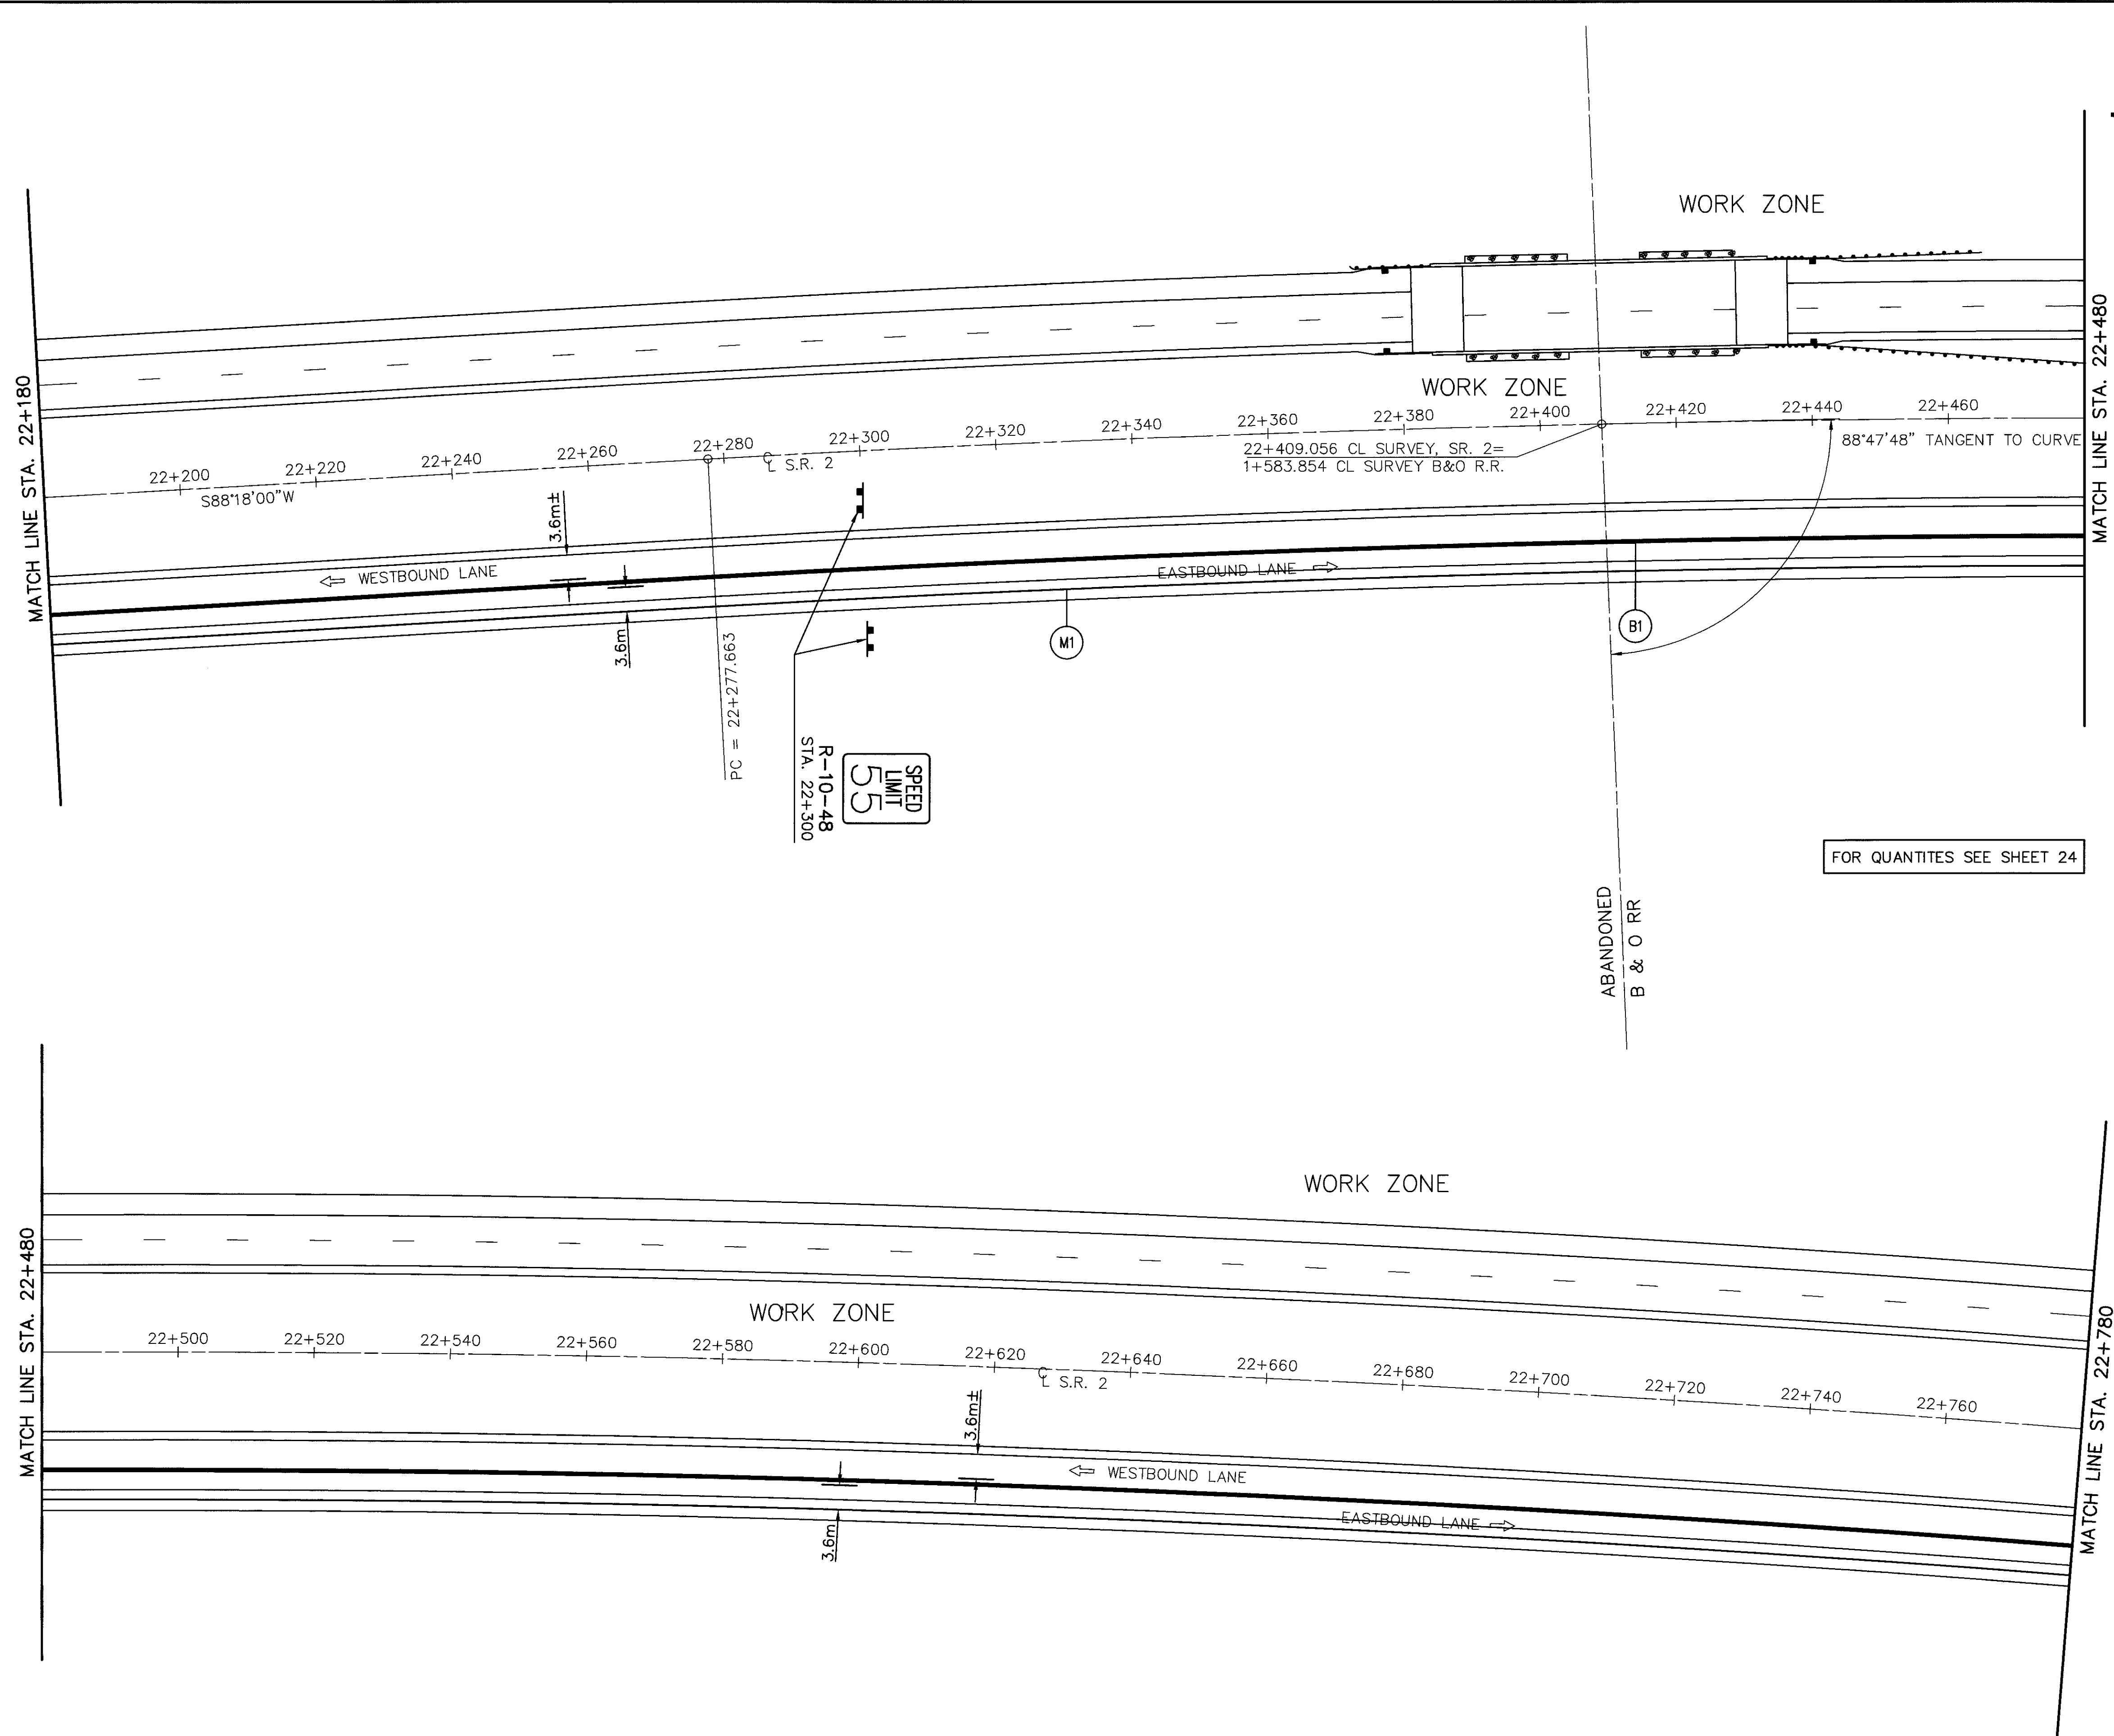 WORK ZONE
MATCH LINE STA. 22+180
MATCH LINE STA. 22+480
WORK ZONE
22+200
22+220
22+240
22+260
22+280
22+300
22+320
22+340
22+360
22+380
22+400
22+420
22+440
22+460
S88°18'00"W
℄ S.R. 2
22+409.056 CL SURVEY, SR. 2=
1+583.854 CL SURVEY B&O R.R.
88°47'48" TANGENT TO CURVE
3.6m±
WESTBOUND LANE
EASTBOUND LANE
3.6m
M1
B1
PC = 22+277.663
SPEED
LIMIT
55
R-10-48
STA. 22+300
FOR QUANTITES SEE SHEET 24
ABANDONED
B & O RR
WORK ZONE
MATCH LINE STA. 22+480
MATCH LINE STA. 22+780
WORK ZONE
22+500
22+520
22+540
22+560
22+580
22+600
22+620
22+640
22+660
22+680
22+700
22+720
22+740
22+760
℄ S.R. 2
3.6m±
WESTBOUND LANE
EASTBOUND LANE
3.6m